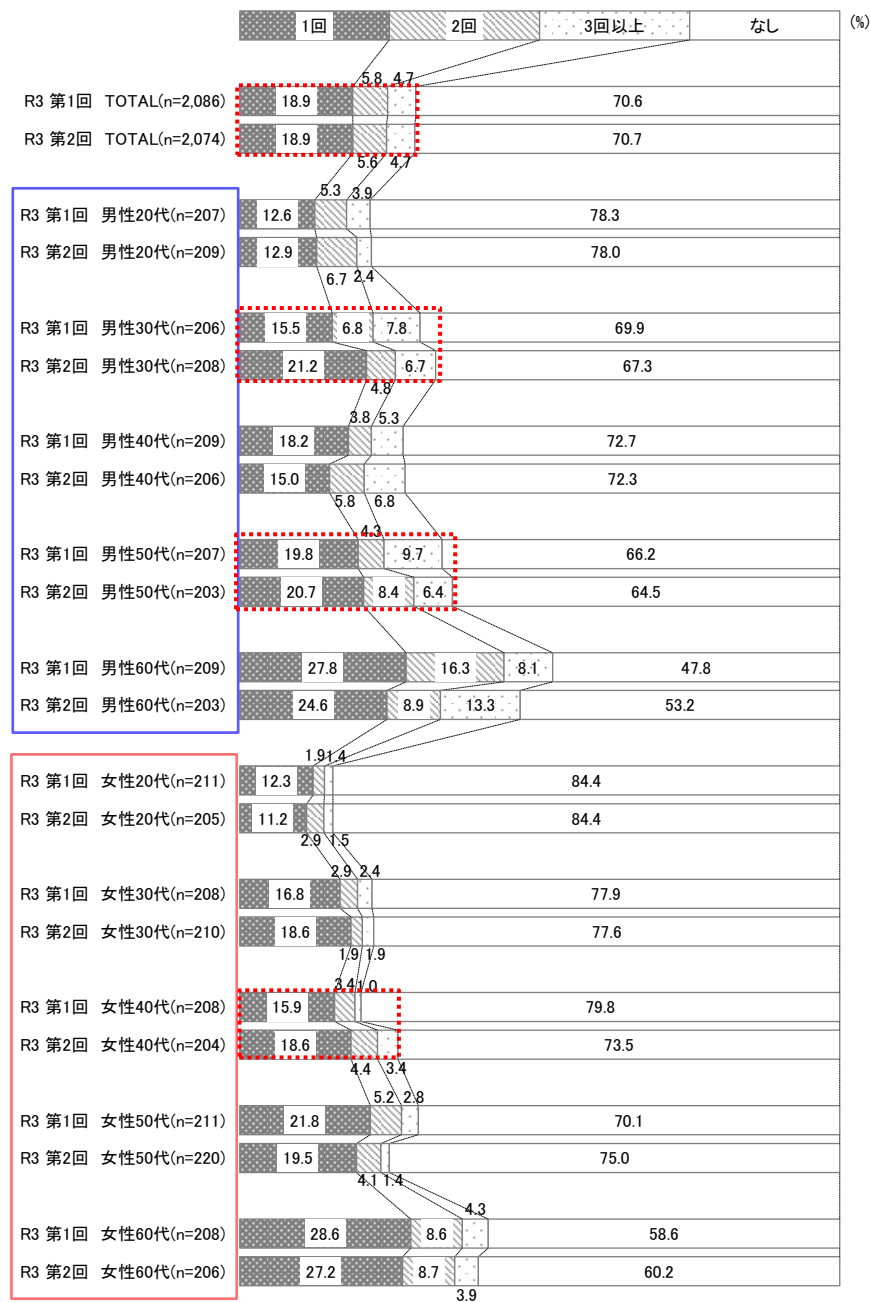 1回 2回 3回以上 なし (%)
5.8 4.7
R3 第1回 TOTAL(n=2,086) 18.9 70.6
R3 第2回 TOTAL(n=2,074) 18.9 70.7
5.6 4.7
5.3 3.9
R3 第1回 男性20代(n=207) 12.6 78.3
R3 第2回 男性20代(n=209) 12.9 78.0
6.7 2.4
R3 第1回 男性30代(n=206) 15.5 6.8 7.8 69.9
R3 第2回 男性30代(n=208) 21.2 6.7 67.3
4.8
3.8 5.3
R3 第1回 男性40代(n=209) 18.2 72.7
R3 第2回 男性40代(n=206) 15.0 72.3
5.8 6.8
4.3
R3 第1回 男性50代(n=207) 19.8 9.7 66.2
R3 第2回 男性50代(n=203) 20.7 8.4 6.4 64.5
R3 第1回 男性60代(n=209) 27.8 16.3 8.1 47.8
R3 第2回 男性60代(n=203) 24.6 8.9 13.3 53.2
1.9 1.4
R3 第1回 女性20代(n=211) 12.3 84.4
R3 第2回 女性20代(n=205) 11.2 84.4
2.9 1.5
2.9 2.4
R3 第1回 女性30代(n=208) 16.8 77.9
R3 第2回 女性30代(n=210) 18.6 77.6
1.9 1.9
3.4 1.0
R3 第1回 女性40代(n=208) 15.9 79.8
R3 第2回 女性40代(n=204) 18.6 73.5
4.4 3.4
5.2 2.8
R3 第1回 女性50代(n=211) 21.8 70.1
R3 第2回 女性50代(n=220) 19.5 75.0
4.1 1.4
4.3
R3 第1回 女性60代(n=208) 28.6 8.6 58.6
R3 第2回 女性60代(n=206) 27.2 8.7 60.2
3.9